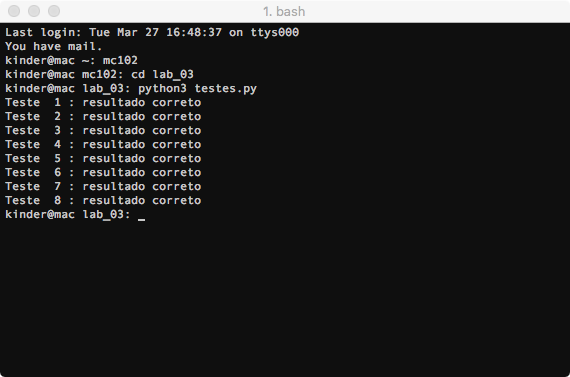 1. bash
Last login: Tue Mar 27 16:48:37 on ttys000
You have mail.
kinder@mac ~: mc102
kinder@mac mc102: cd lab_03
kinder@mac lab_03: python3 testes.py
Teste  1 : resultado correto
Teste  2 : resultado correto
Teste  3 : resultado correto
Teste  4 : resultado correto
Teste  5 : resultado correto
Teste  6 : resultado correto
Teste  7 : resultado correto
Teste  8 : resultado correto
kinder@mac lab_03: _